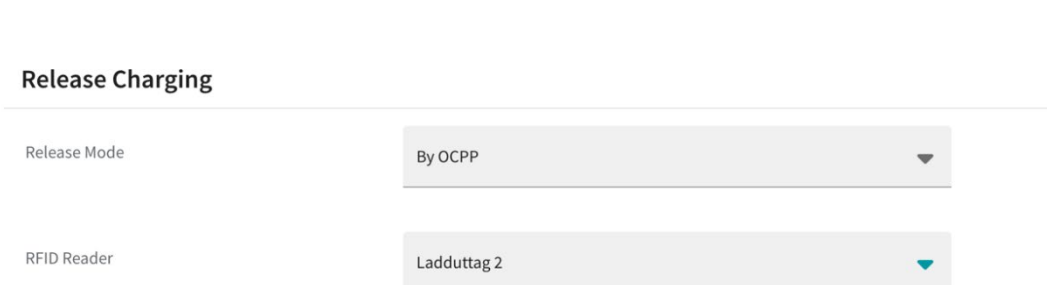 Release Charging
Release Mode
By OCPP
RFID Reader
Ladduttag 2